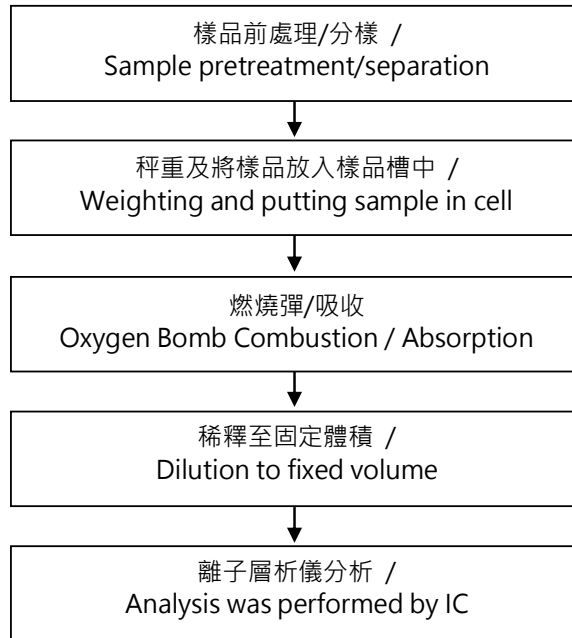 樣品前處理/分樣 /
Sample pretreatment/separation
秤重及將樣品放入樣品槽中 /
Weighting and putting sample in cell
燃燒彈/吸收
Oxygen Bomb Combustion / Absorption
稀釋至固定體積 /
Dilution to fixed volume
離子層析儀分析 /
Analysis was performed by IC